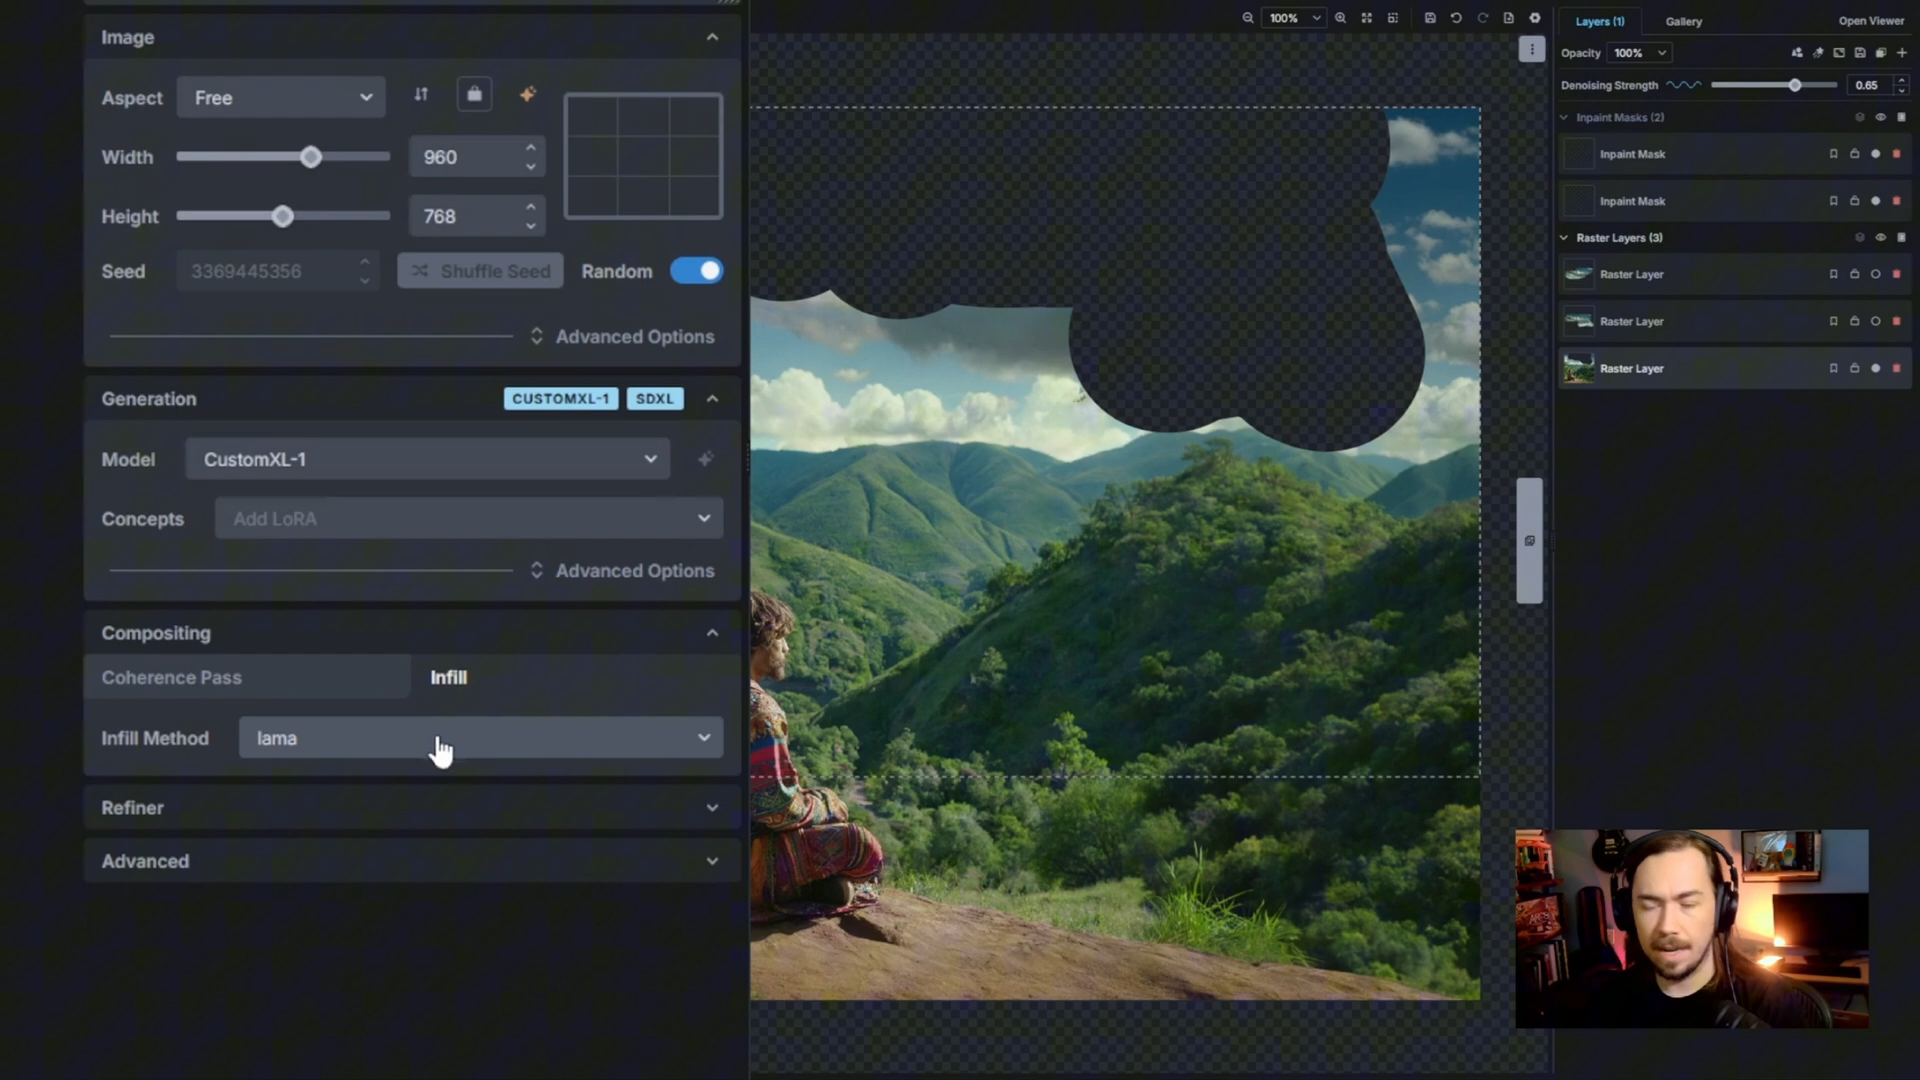 Image
Aspect Free
Width 960
Height 768
Seed 3369445356 Shuffle Seed Random
Advanced Options
Generation CUSTOMXL-1 SDXL
Model CustomXL-1
Concepts Add LoRA
Advanced Options
Compositing
Coherence Pass Infill
Infill Method lama
Refiner
Advanced
100%
Layers (1) Gallery Open Viewer
Opacity 100%
Denoising Strength 0.65
Inpaint Masks (2)
Inpaint Mask
Inpaint Mask
Raster Layers (3)
Raster Layer
Raster Layer
Raster Layer